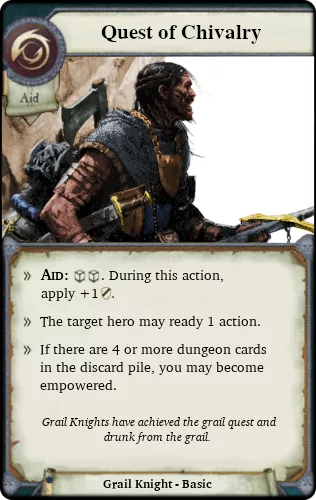 Quest of Chivalry
Aid
» AID: . During this action,
apply +1.
» The target hero may ready 1 action.
» If there are 4 or more dungeon cards
in the discard pile, you may become
empowered.
Grail Knights have achieved the grail quest and
drunk from the grail.
Grail Knight - Basic